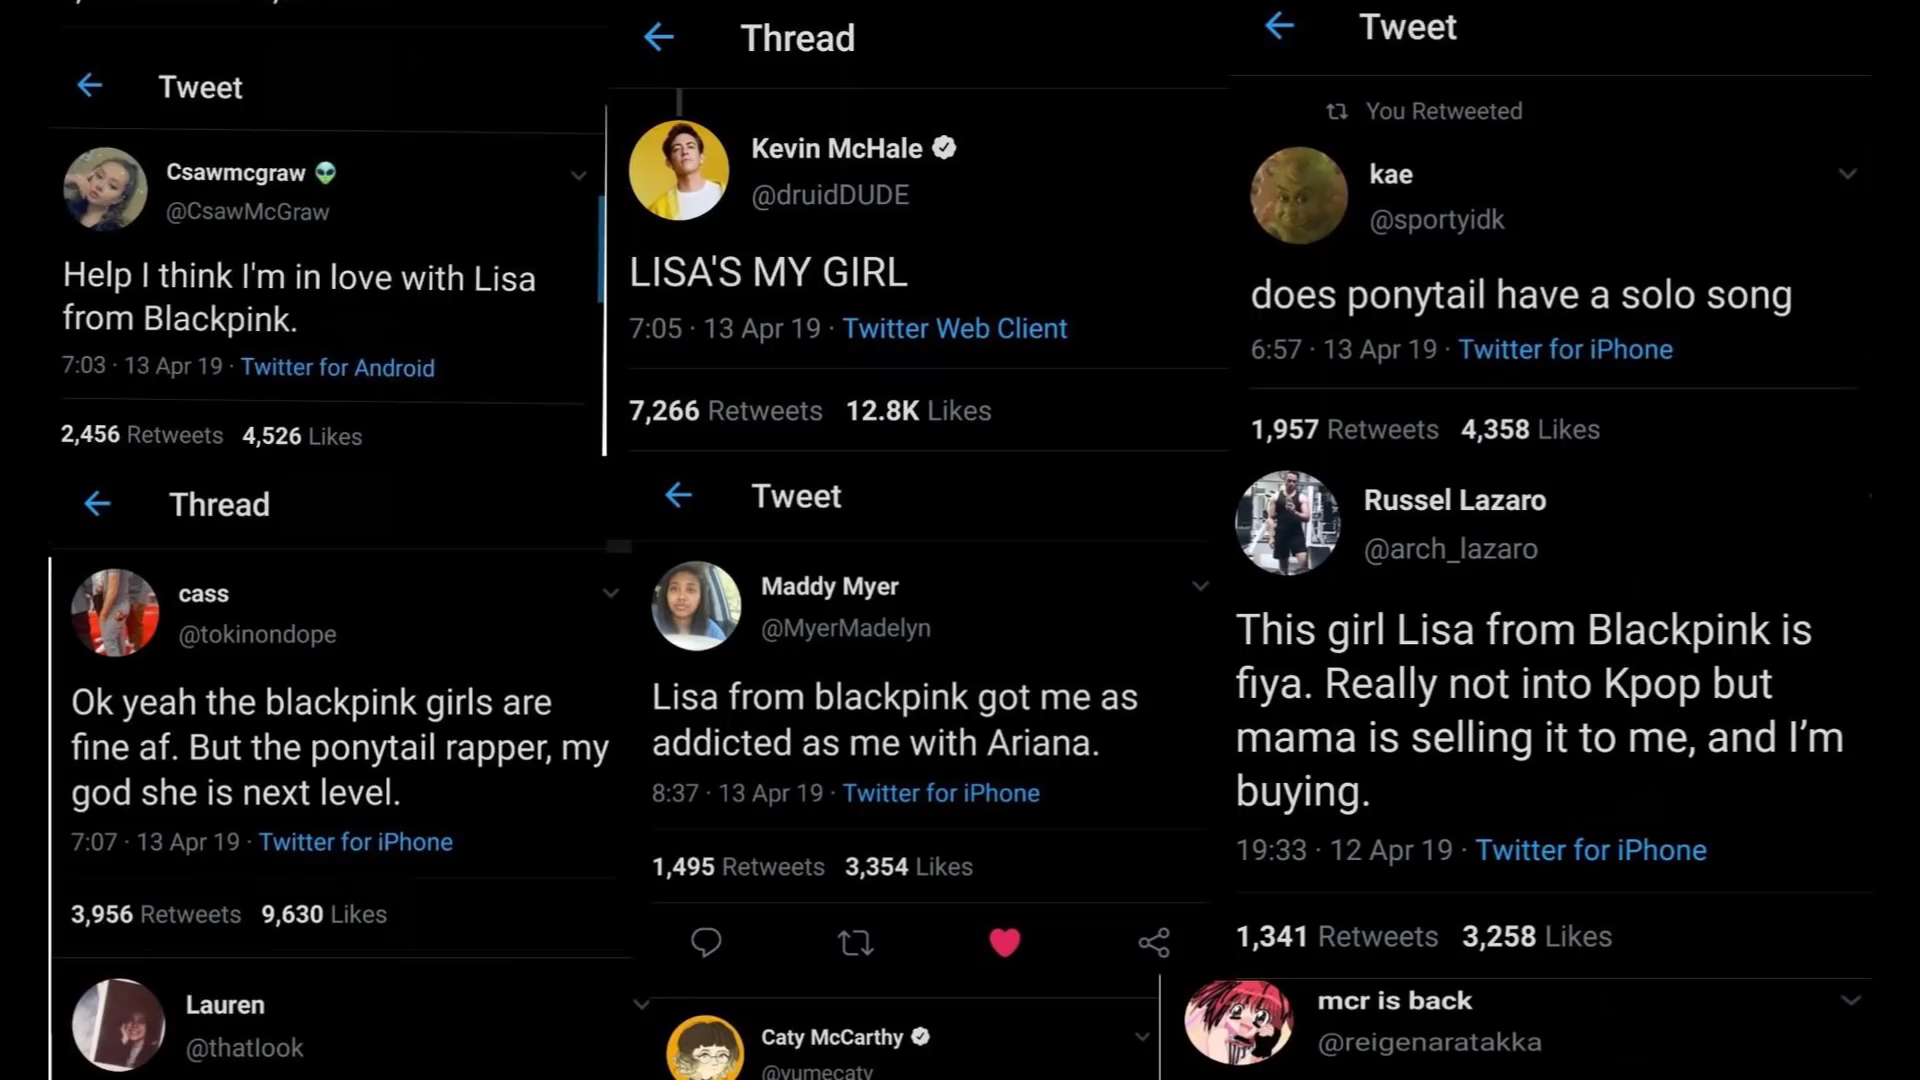 Tweet
Csawmcgraw 👽
@CsawMcGraw
Help I think I'm in love with Lisa
from Blackpink.
7:03 · 13 Apr 19 · Twitter for Android
2,456 Retweets 4,526 Likes
Thread
cass
@tokinondope
Ok yeah the blackpink girls are
fine af. But the ponytail rapper, my
god she is next level.
7:07 · 13 Apr 19 · Twitter for iPhone
3,956 Retweets 9,630 Likes
Lauren
@thatlook
Thread
Kevin McHale
@druidDUDE
LISA'S MY GIRL
7:05 · 13 Apr 19 · Twitter Web Client
7,266 Retweets 12.8K Likes
Tweet
Maddy Myer
@MyerMadelyn
Lisa from blackpink got me as
addicted as me with Ariana.
8:37 · 13 Apr 19 · Twitter for iPhone
1,495 Retweets 3,354 Likes
Caty McCarthy
@yumecaty
Tweet
You Retweeted
kae
@sportyidk
does ponytail have a solo song
6:57 · 13 Apr 19 · Twitter for iPhone
1,957 Retweets 4,358 Likes
Russel Lazaro
@arch_lazaro
This girl Lisa from Blackpink is
fiya. Really not into Kpop but
mama is selling it to me, and I’m
buying.
19:33 · 12 Apr 19 · Twitter for iPhone
1,341 Retweets 3,258 Likes
mcr is back
@reigenaratakka